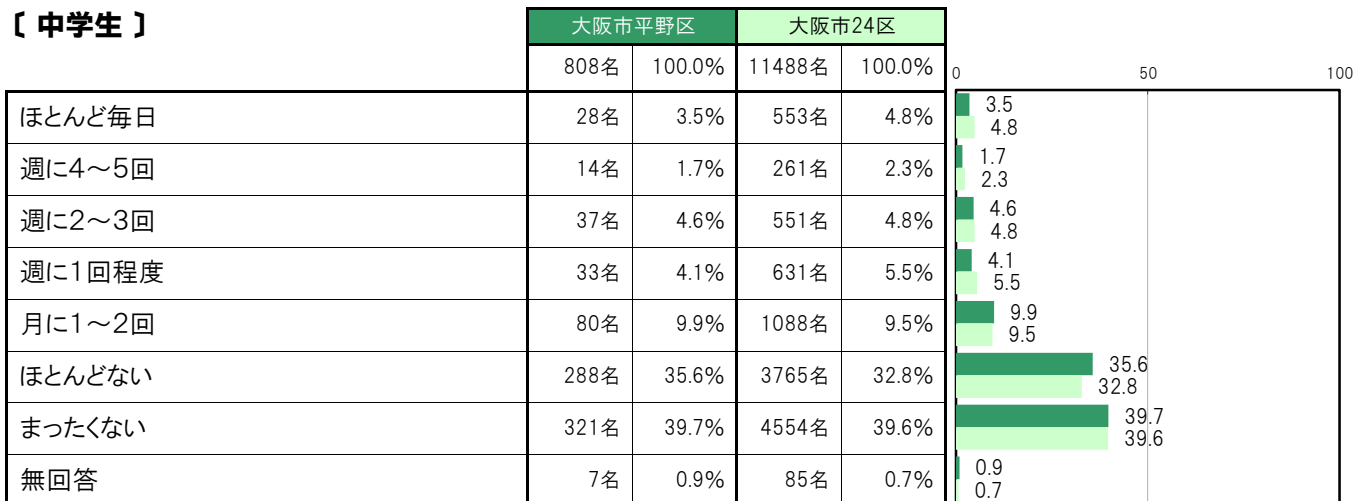 〔 中学生 〕
大阪市平野区 大阪市24区
808名 100.0% 11488名 100.0%
0 50 100
ほとんど毎日 28名 3.5% 553名 4.8% 3.5
4.8
週に4～5回 14名 1.7% 261名 2.3% 1.7
2.3
週に2～3回 37名 4.6% 551名 4.8% 4.6
4.8
週に1回程度 33名 4.1% 631名 5.5% 4.1
5.5
月に1～2回 80名 9.9% 1088名 9.5% 9.9
9.5
ほとんどない 288名 35.6% 3765名 32.8% 35.6
32.8
まったくない 321名 39.7% 4554名 39.6% 39.7
39.6
無回答 7名 0.9% 85名 0.7% 0.9
0.7